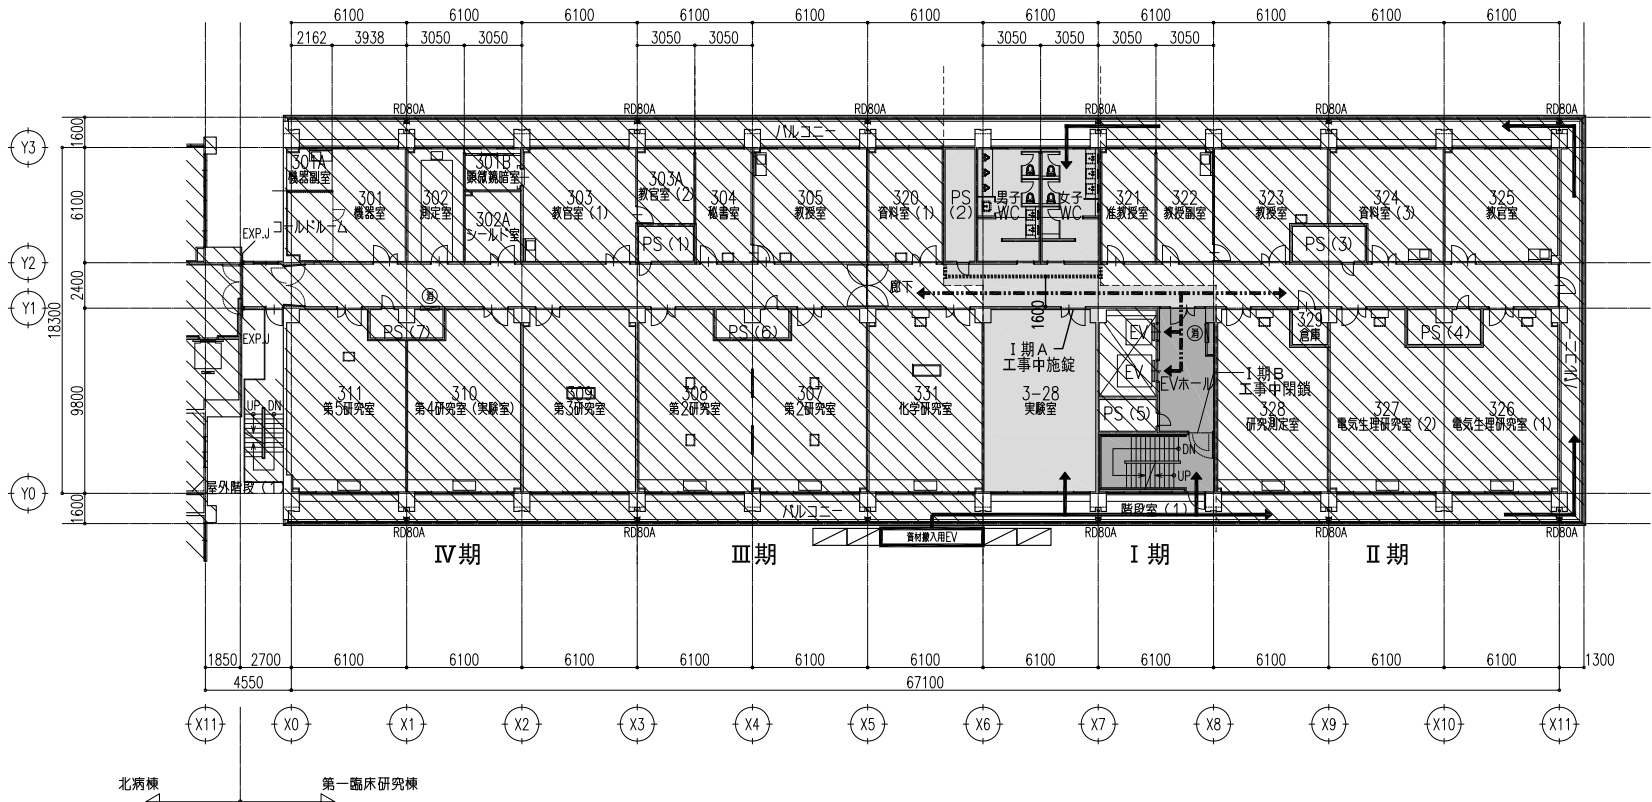 6100 6100 6100 6100 6100 6100 6100 6100 6100 6100 6100
2162 3938 3050 3050 3050 3050 3050 3050 3050 3050
RD80A RD80A RD80A RD80A RD80A RD80A
バルコニー
Y3
Y2
Y1
Y0
1600
6100
2400
9800
1600
18300
301A
機器副室
301
機器室
コールドルーム
302
測定室
301B
顕微鏡暗室
302A
シールド室
303
教官室(1)
303A
教官室(2)
PS(1)
304
秘書室
305
教授室
320
資料室(1)
PS
(2)
男子
WC
女子
WC
321
准教授室
322
教授副室
323
教授室
324
資料室(3)
PS(3)
325
教官室
EXP.J
廊下
消
1600
EXP.J
PS(7)
PS(6)
EV
EV
消
EVホール
329
倉庫
PS(4)
バルコニー
Ⅰ期A
工事中施錠
Ⅰ期B
工事中閉鎖
311
第5研究室
310
第4研究室(実験室)
309
第3研究室
308
第2研究室
307
第2研究室
331
化学研究室
3-28
実験室
PS(5)
328
研究測定室
327
電気生理研究室(2)
326
電気生理研究室(1)
UP DN
DN
UP
屋外階段(1)
バルコニー
階段室(1)
RD80A RD80A RD80A RD80A RD80A
資材搬入用EV
Ⅳ期
Ⅲ期
Ⅰ期
Ⅱ期
1850 2700 6100 6100 6100 6100 6100 6100 6100 6100 6100 6100 6100 1300
4550 67100
X11 X0 X1 X2 X3 X4 X5 X6 X7 X8 X9 X10 X11
北病棟
第一臨床研究棟